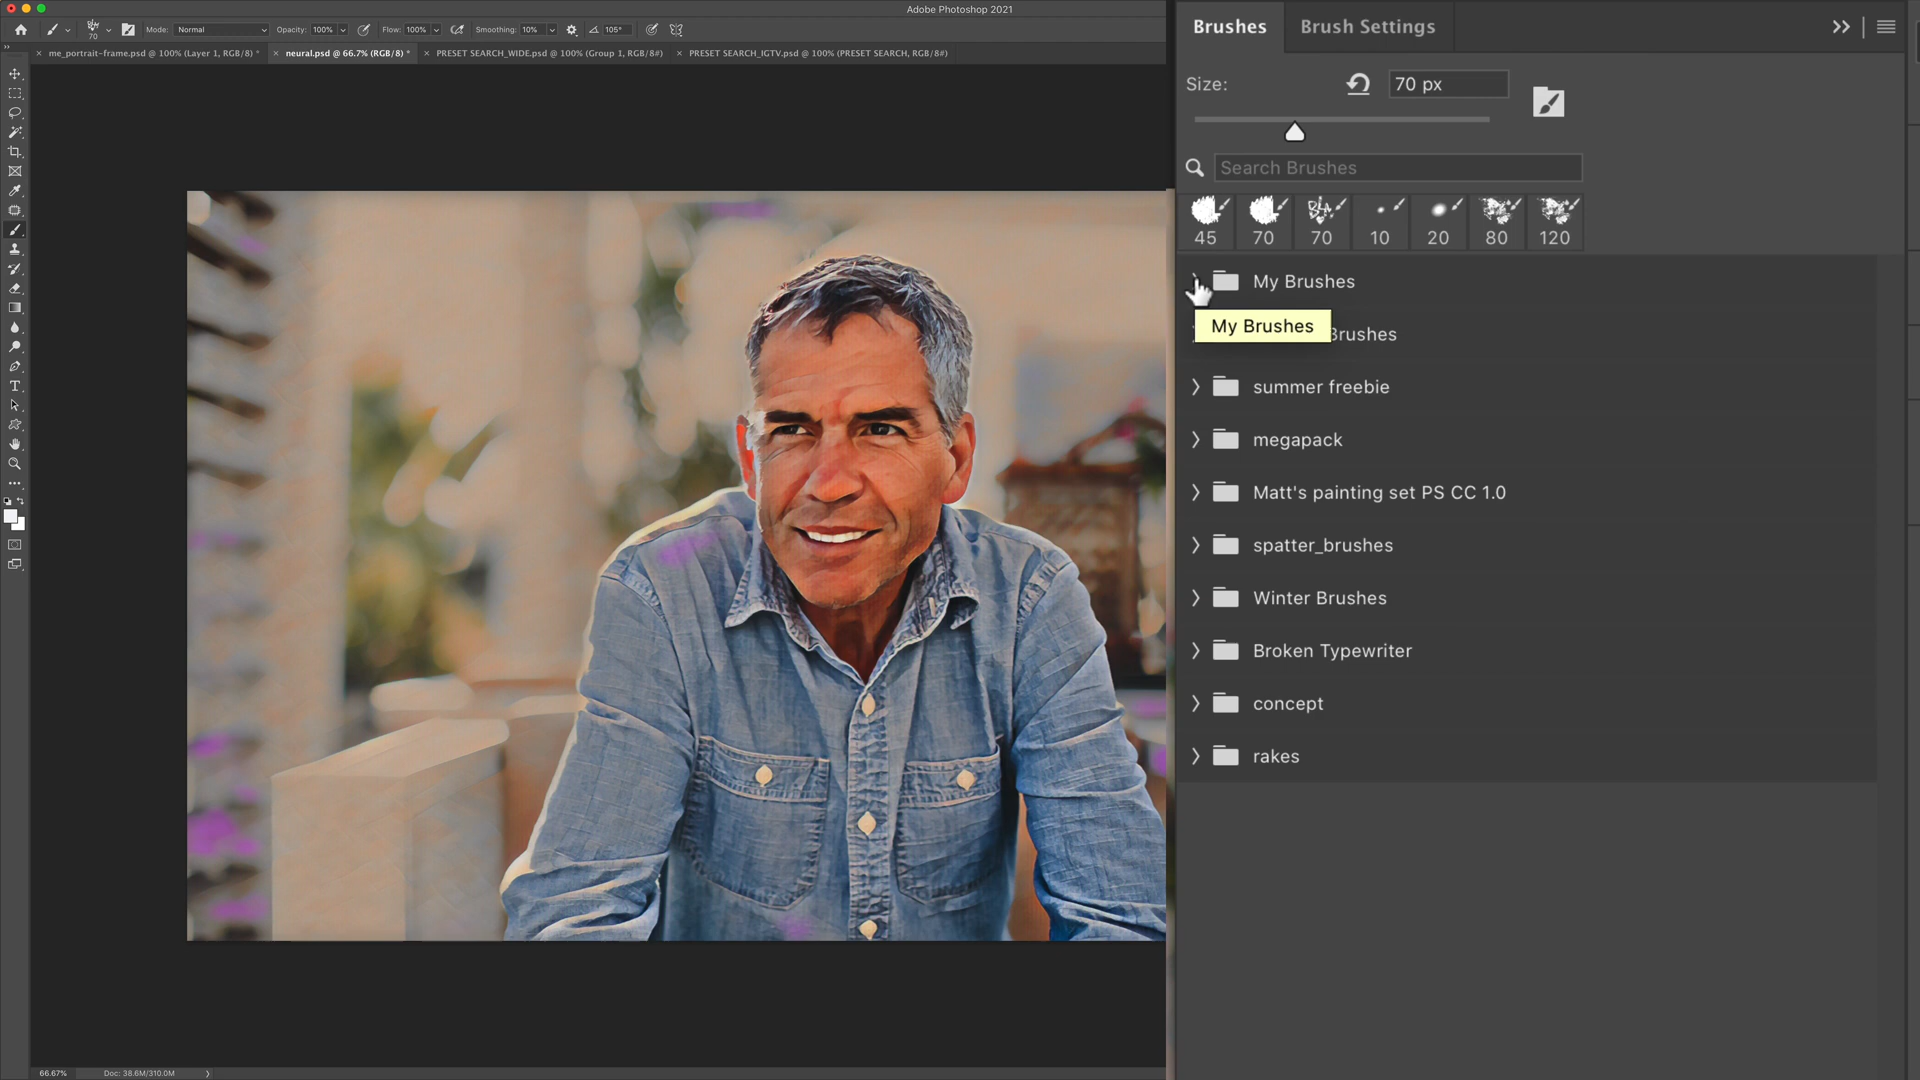 Adobe Photoshop 2021
70
Mode: Normal
Opacity: 100%
Flow: 100%
Smoothing: 10%
105°
me_portrait-frame.psd @ 100% (Layer 1, RGB/8) *
neural.psd @ 66.7% (RGB/8) *
PRESET SEARCH_WIDE.psd @ 100% (Group 1, RGB/8#)
PRESET SEARCH_IGTV.psd @ 100% (PRESET SEARCH, RGB/8#)
Brushes
Brush Settings
Size:
70 px
Search Brushes
45 70 70 10 20 80 120
My Brushes
My Brushes
Brushes
summer freebie
megapack
Matt's painting set PS CC 1.0
spatter_brushes
Winter Brushes
Broken Typewriter
concept
rakes
66.67%
Doc: 38.6M/310.0M